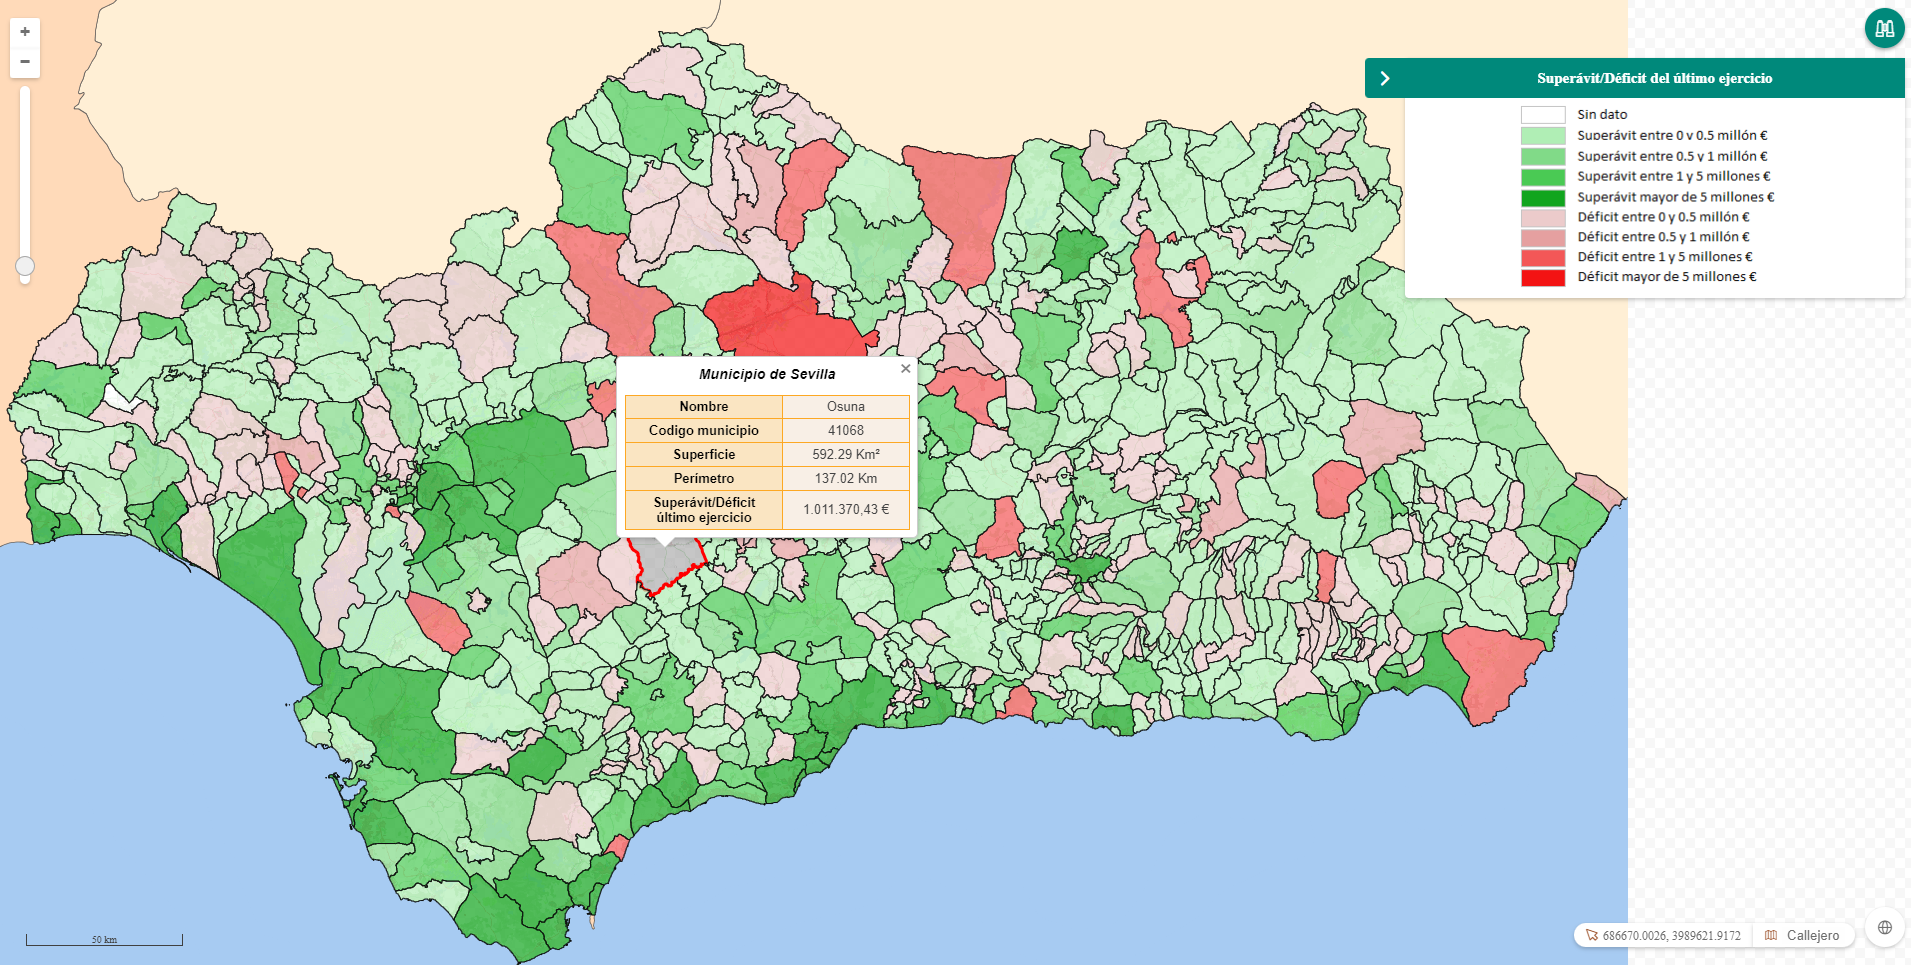 +
−
Superávit/Déficit del último ejercicio
Sin dato
Superávit entre 0 v 0.5 millón €
Superávit entre 0.5 y 1 millón €
Superávit entre 1 y 5 millones €
Superávit mayor de 5 millones €
Déficit entre 0 y 0.5 millón €
Déficit entre 0.5 y 1 millón €
Déficit entre 1 y 5 millones €
Déficit mayor de 5 millones €
Municipio de Sevilla
×
Nombre Osuna
Codigo municipio 41068
Superficie 592.29 Km²
Perímetro 137.02 Km
Superávit/Déficit
último ejercicio 1.011.370,43 €
50 km
686670.0026, 3989621.9172 Callejero